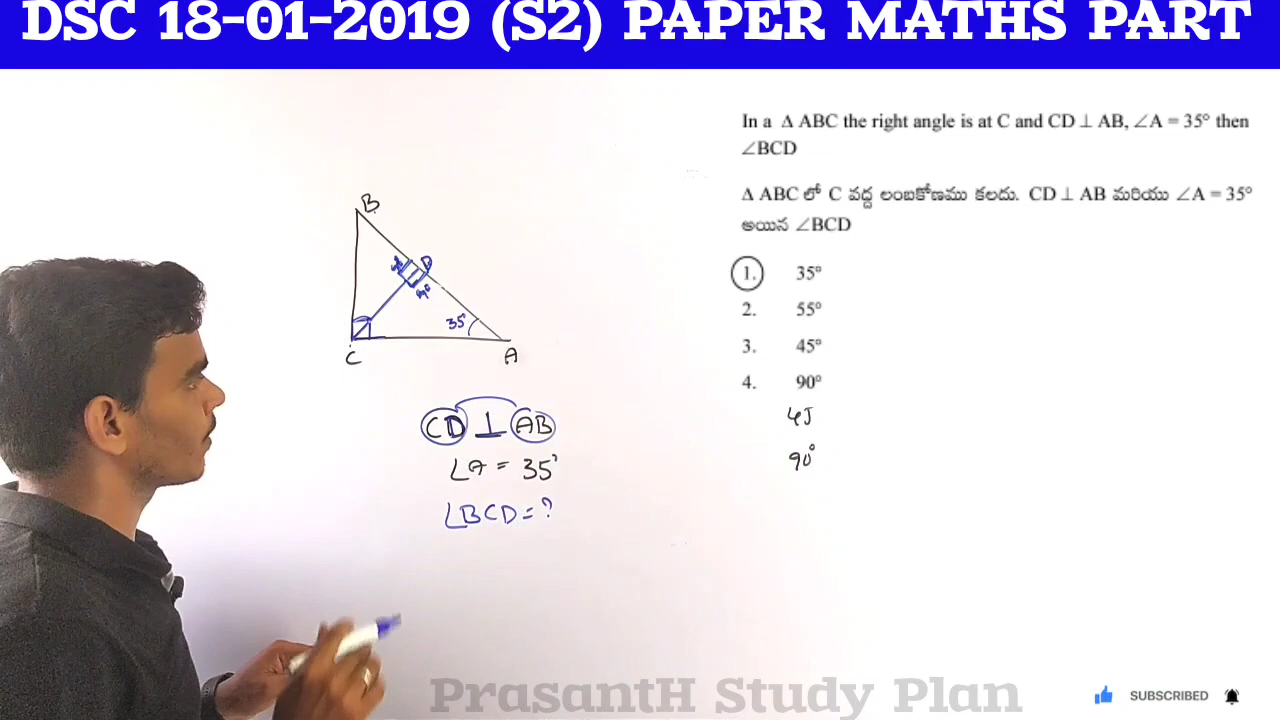 DSC 18-01-2019 (S2) PAPER MATHS PART
In a Δ ABC the right angle is at C and CD ⊥ AB, ∠A = 35° then
∠BCD
Δ ABC లో C వద్ద లంబకోణము కలదు. CD ⊥ AB మరియు ∠A = 35°
అయిన ∠BCD
1. 35°
2. 55°
3. 45°
4. 90°
45
90°
B
D
90°
35°
C
A
CD ⊥ AB
∠A = 35°
∠BCD = ?
PrasantH Study Plan
SUBSCRIBED